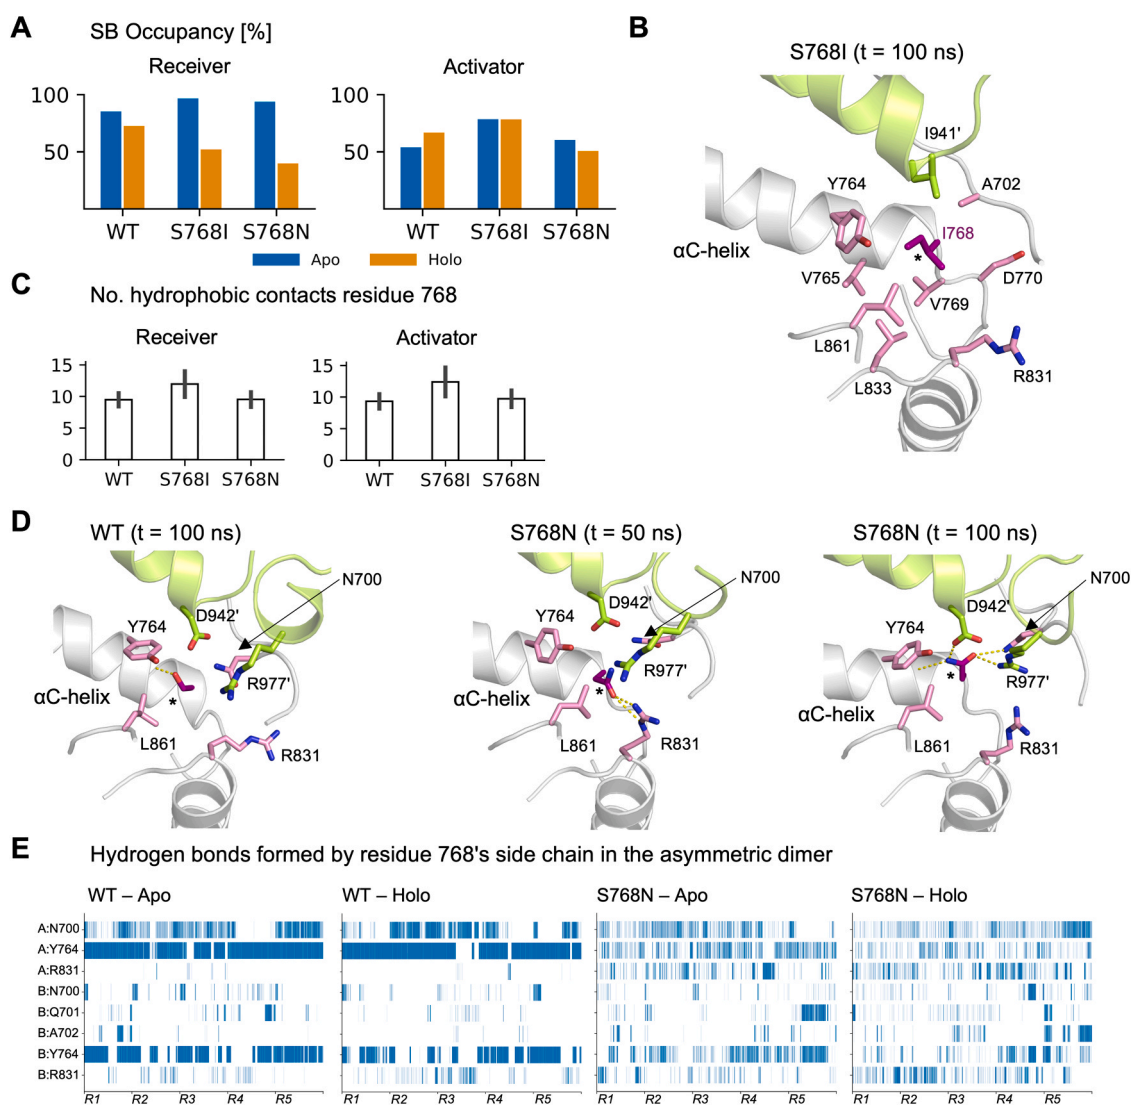 A
SB Occupancy [%]
Receiver
Activator
100
50
100
50
WT
S768I
S768N
WT
S768I
S768N
Apo
Holo
B
S768I (t = 100 ns)
I941'
Y764
A702
αC-helix
I768
*
V765
V769
D770
L861
L833
R831
C
No. hydrophobic contacts residue 768
Receiver
Activator
15
10
5
0
15
10
5
0
WT
S768I
S768N
WT
S768I
S768N
D
WT (t = 100 ns)
S768N (t = 50 ns)
S768N (t = 100 ns)
N700
D942'
Y764
R977'
αC-helix
*
L861
R831
N700
D942'
Y764
R977'
*
L861
R831
N700
D942'
Y764
R977'
αC-helix
*
L861
R831
E
Hydrogen bonds formed by residue 768's side chain in the asymmetric dimer
WT – Apo
WT – Holo
S768N – Apo
S768N – Holo
A:N700
A:Y764
A:R831
B:N700
B:Q701
B:A702
B:Y764
B:R831
R1 R2 R3 R4 R5
R1 R2 R3 R4 R5
R1 R2 R3 R4 R5
R1 R2 R3 R4 R5